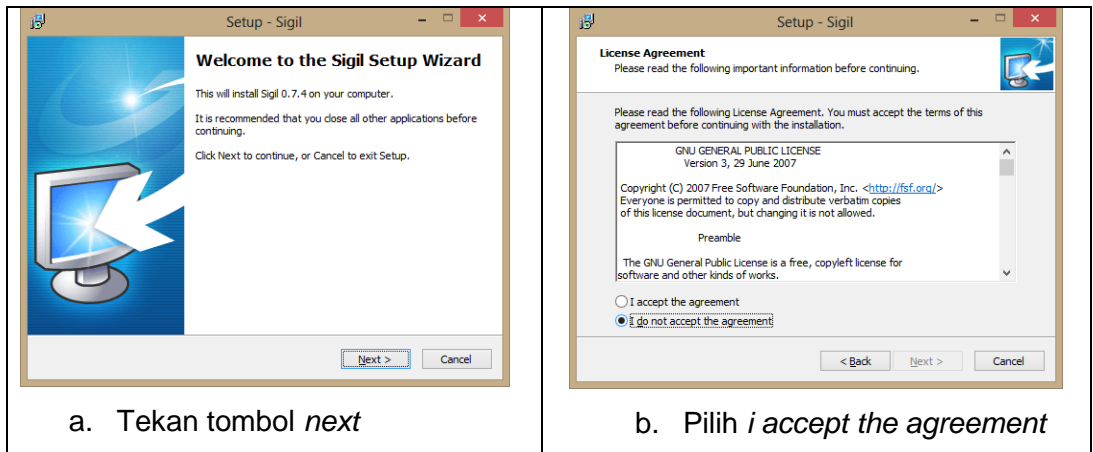 Setup - Sigil
Welcome to the Sigil Setup Wizard
This will install Sigil 0.7.4 on your computer.
It is recommended that you close all other applications before
continuing.
Click Next to continue, or Cancel to exit Setup.
Next >
Cancel
a. Tekan tombol next
Setup - Sigil
License Agreement
Please read the following important information before continuing.
Please read the following License Agreement. You must accept the terms of this
agreement before continuing with the installation.
GNU GENERAL PUBLIC LICENSE
Version 3, 29 June 2007
Copyright (C) 2007 Free Software Foundation, Inc. <http://fsf.org/>
Everyone is permitted to copy and distribute verbatim copies
of this license document, but changing it is not allowed.
Preamble
The GNU General Public License is a free, copyleft license for
software and other kinds of works.
I accept the agreement
I do not accept the agreement
< Back
Next >
Cancel
b. Pilih i accept the agreement